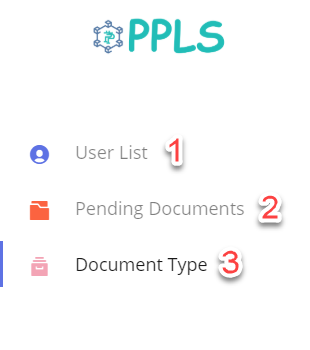 PPLS
User List 1
Pending Documents 2
Document Type 3